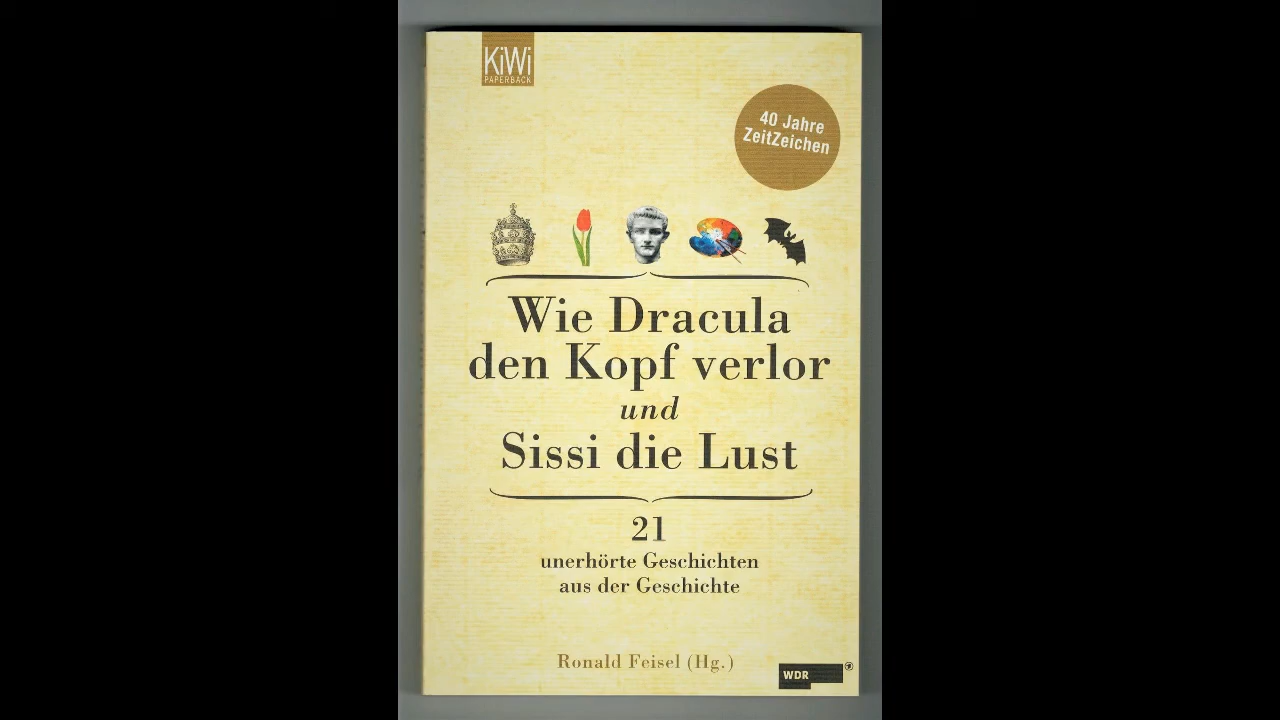 KiWi
PAPERBACK
40 Jahre
ZeitZeichen
Wie Dracula
den Kopf verlor
und
Sissi die Lust
21
unerhörte Geschichten
aus der Geschichte
Ronald Feisel (Hg.)
WDR